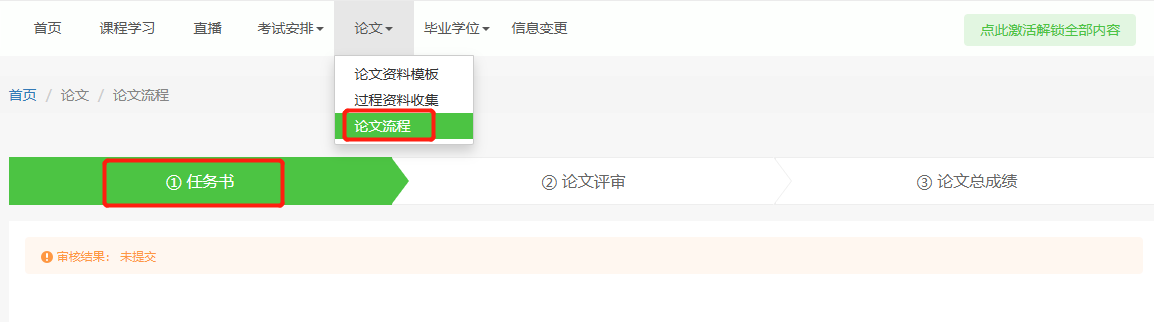 首页 课程学习 直播 考试安排 论文 毕业学位 信息变更 点此激活解锁全部内容
论文资料模板
过程资料收集
论文流程
首页 / 论文 / 论文流程
① 任务书 ② 论文评审 ③ 论文总成绩
审核结果： 未提交